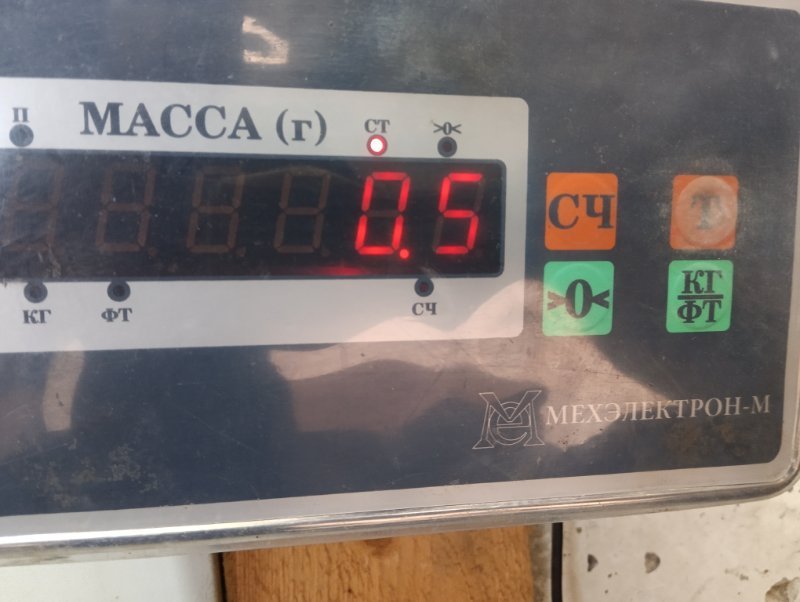 П
МАССА (г)
СТ
>0<
0.5
СЧ
Т
>0<
КГ
ФТ
КГ
ФТ
СЧ
МЕХЭЛЕКТРОН-М